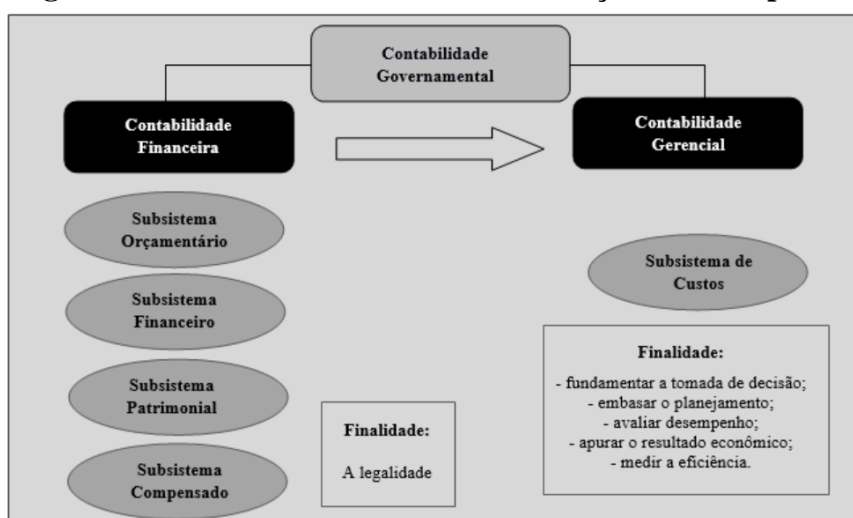 Contabilidade
Governamental
Contabilidade
Financeira
Contabilidade
Gerencial
Subsistema
Orçamentário
Subsistema
Financeiro
Subsistema
Patrimonial
Subsistema
Compensado
Finalidade:
A legalidade
Subsistema de
Custos
Finalidade:
- fundamentar a tomada de decisão;
- embasar o planejamento;
- avaliar desempenho;
- apurar o resultado econômico;
- medir a eficiência.